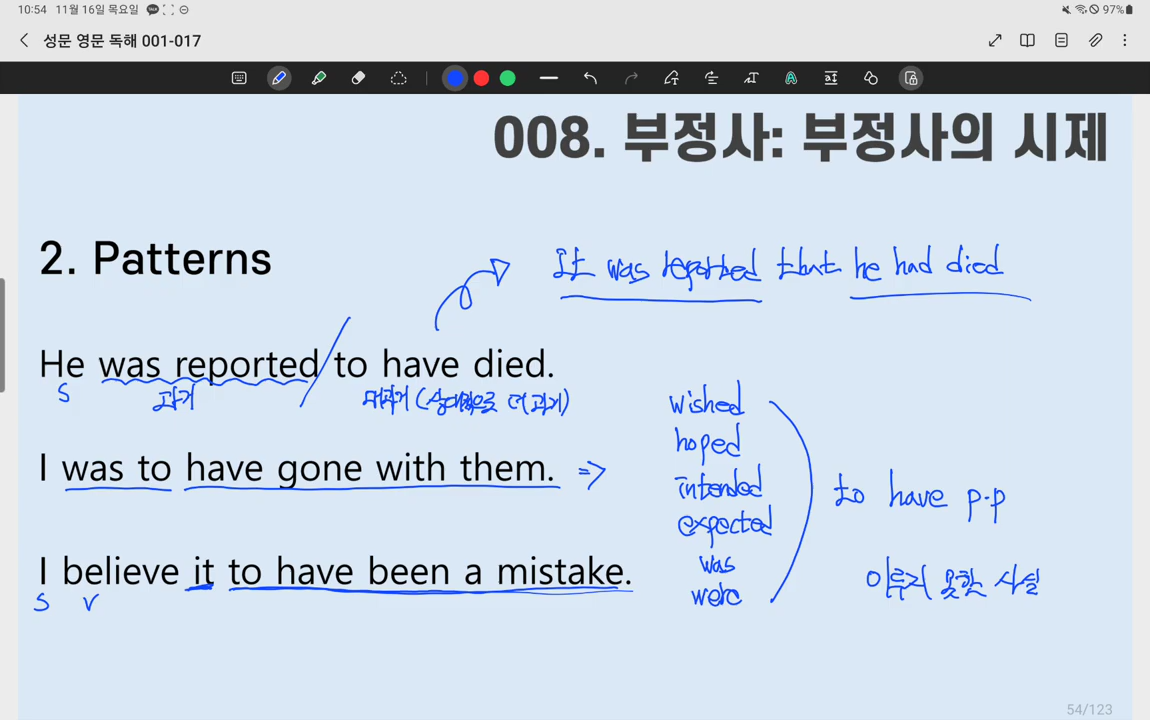 10:54 11월 16일 목요일
97%
성문 영문 독해 001-017
008. 부정사: 부정사의 시제
2. Patterns
It was reported that he had died
He was reported to have died.
S 과거 대과거 (상대적으로 더 과거)
I was to have gone with them. =>
wished
hoped
intended
expected
was
were
to have p.p
이루지 못한 사실
I believe it to have been a mistake.
S V
54/123